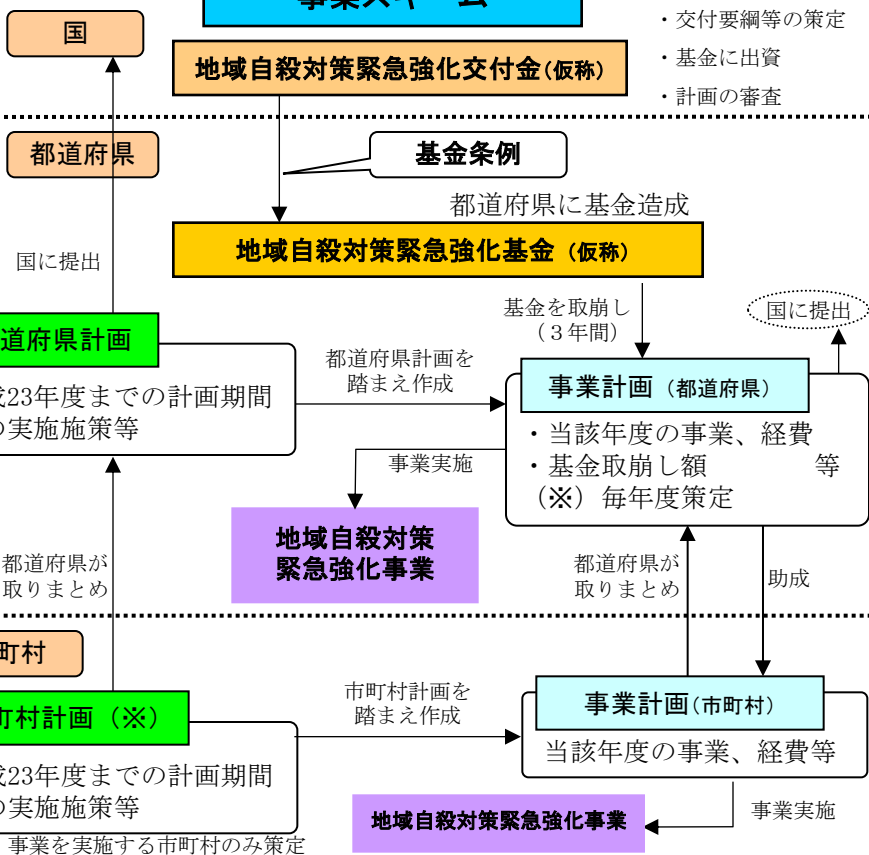 事業スキーム
国
・交付要綱等の策定
地域自殺対策緊急強化交付金(仮称)
・基金に出資
・計画の審査
都道府県
基金条例
都道府県に基金造成
地域自殺対策緊急強化基金(仮称)
国に提出
基金を取崩し
(3年間)
国に提出
道府県計画
23年度までの計画期間
の実施施策等
都道府県計画を
踏まえ作成
事業計画(都道府県)
・当該年度の事業、経費
・基金取崩し額 等
(※)毎年度策定
事業実施
地域自殺対策
緊急強化事業
都道府県が
取りまとめ
都道府県が
取りまとめ
助成
町村
町村計画(※)
23年度までの計画期間
の実施施策等
事業を実施する市町村のみ策定
市町村計画を
踏まえ作成
事業計画(市町村)
当該年度の事業、経費等
事業実施
地域自殺対策緊急強化事業